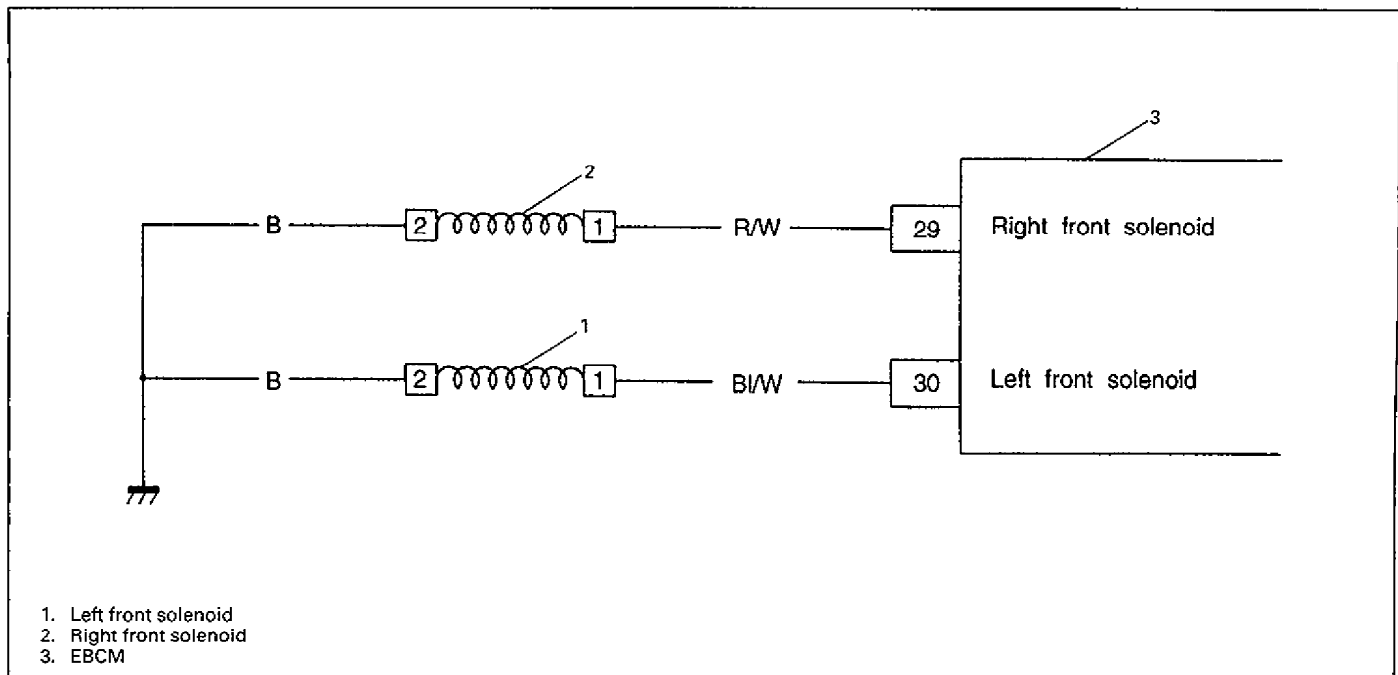 3
2
B 2 1 R/W 29 Right front solenoid
1
B 2 1 Bl/W 30 Left front solenoid
1. Left front solenoid
2. Right front solenoid
3. EBCM